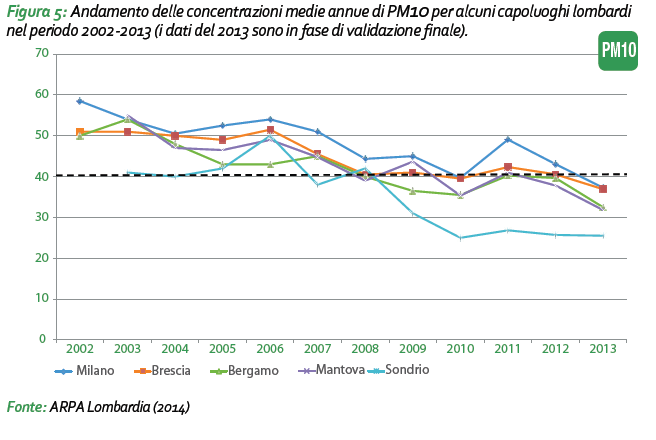 Figura 5: Andamento delle concentrazioni medie annue di PM10 per alcuni capoluoghi lombardi
nel periodo 2002-2013 (i dati del 2013 sono in fase di validazione finale).
PM10
70
60
50
40
30
20
10
0
2002 2003 2004 2005 2006 2007 2008 2009 2010 2011 2012 2013
Milano Brescia Bergamo Mantova Sondrio
Fonte: ARPA Lombardia (2014)